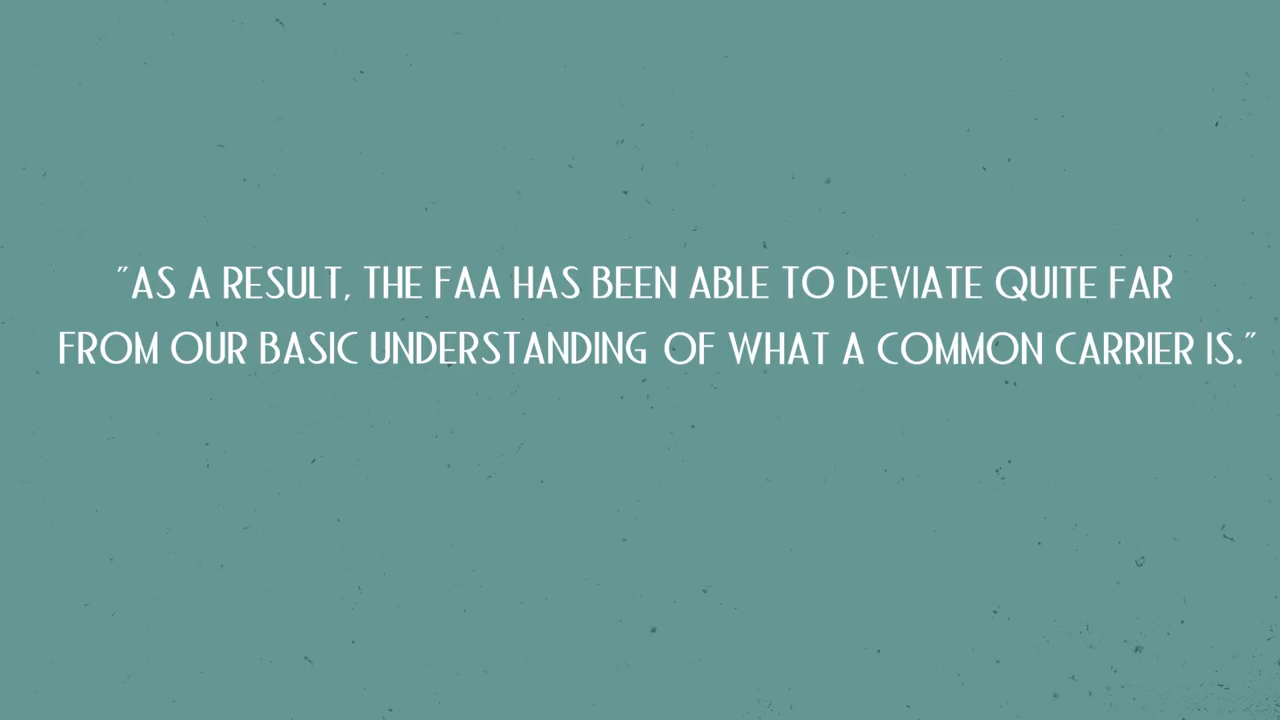 "AS A RESULT, THE FAA HAS BEEN ABLE TO DEVIATE QUITE FAR
FROM OUR BASIC UNDERSTANDING OF WHAT A COMMON CARRIER IS."